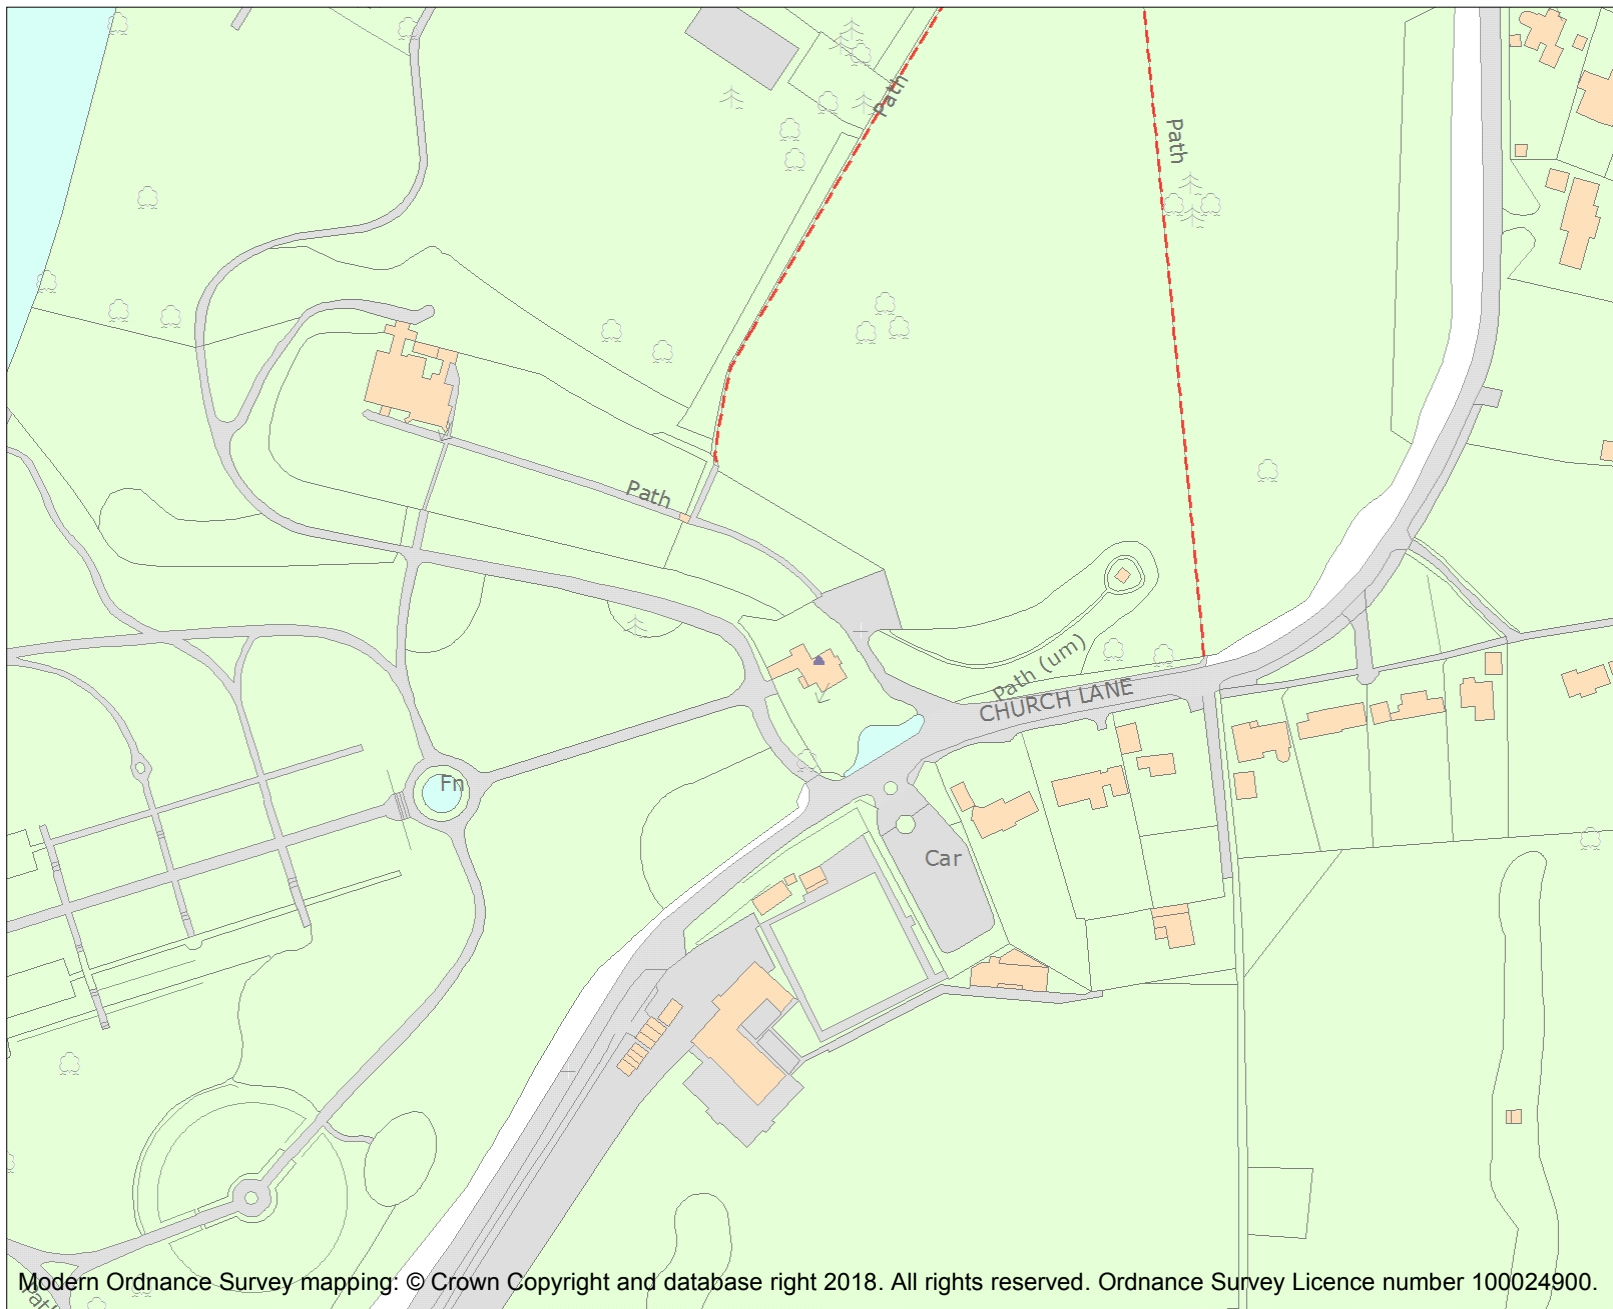 Path
Path
Path
Path (um)
CHURCH LANE
Fn
Car
Path
Modern Ordnance Survey mapping: © Crown Copyright and database right 2018. All rights reserved. Ordnance Survey Licence number 100024900.